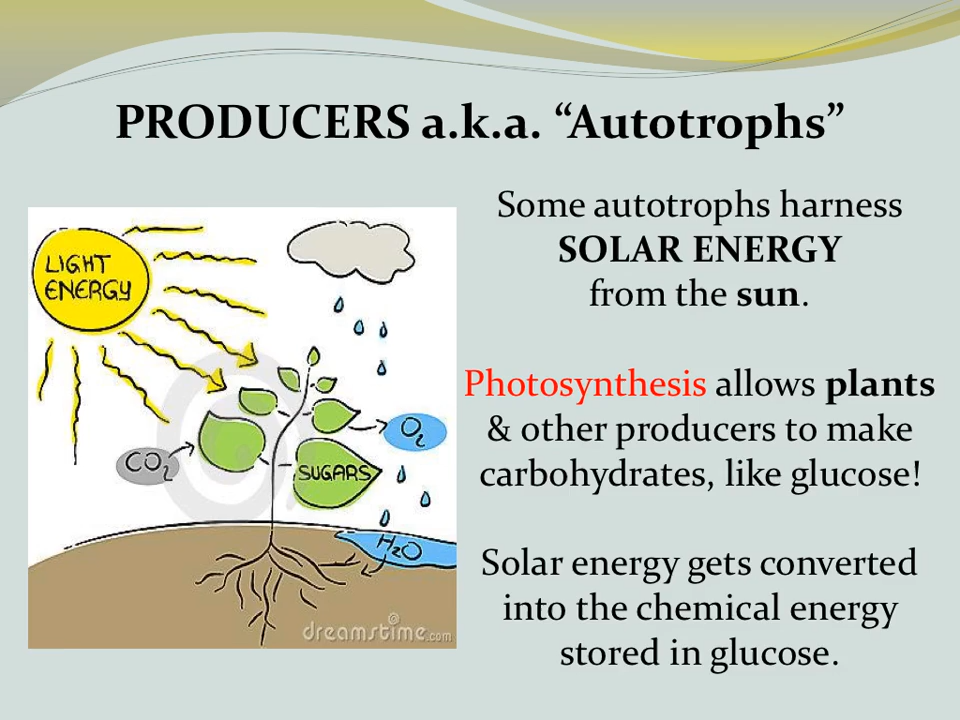 PRODUCERS a.k.a. “Autotrophs”
LIGHT
ENERGY
CO₂
O₂
SUGARS
H₂O
dreamstime.com
Some autotrophs harness
SOLAR ENERGY
from the sun.
Photosynthesis allows plants
& other producers to make
carbohydrates, like glucose!
Solar energy gets converted
into the chemical energy
stored in glucose.